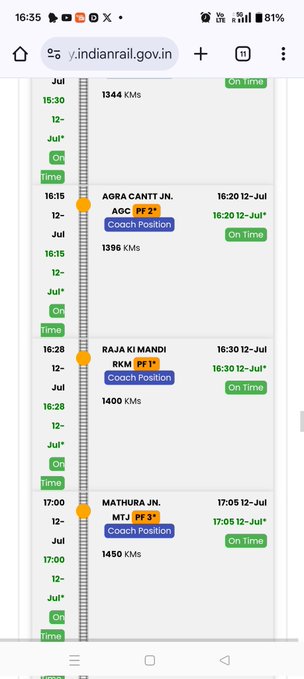 16:35
Vo LTE
5G
R
81%
y.indianrail.gov.in
11
Jul
15:30
12-
Jul*
On
Time
1344 KMs
On Time
16:15
12-
Jul
16:15
12-
Jul*
On
Time
AGRA CANTT JN.
AGC PF 2*
Coach Position
1396 KMs
16:20 12-Jul
16:20 12-Jul*
On Time
16:28
12-
Jul
16:28
12-
Jul*
On
Time
RAJA KI MANDI
RKM PF 1*
Coach Position
1400 KMs
16:30 12-Jul
16:30 12-Jul*
On Time
17:00
12-
Jul
17:00
12-
Jul*
On
Time
MATHURA JN.
MTJ PF 3*
Coach Position
1450 KMs
17:05 12-Jul
17:05 12-Jul*
On Time